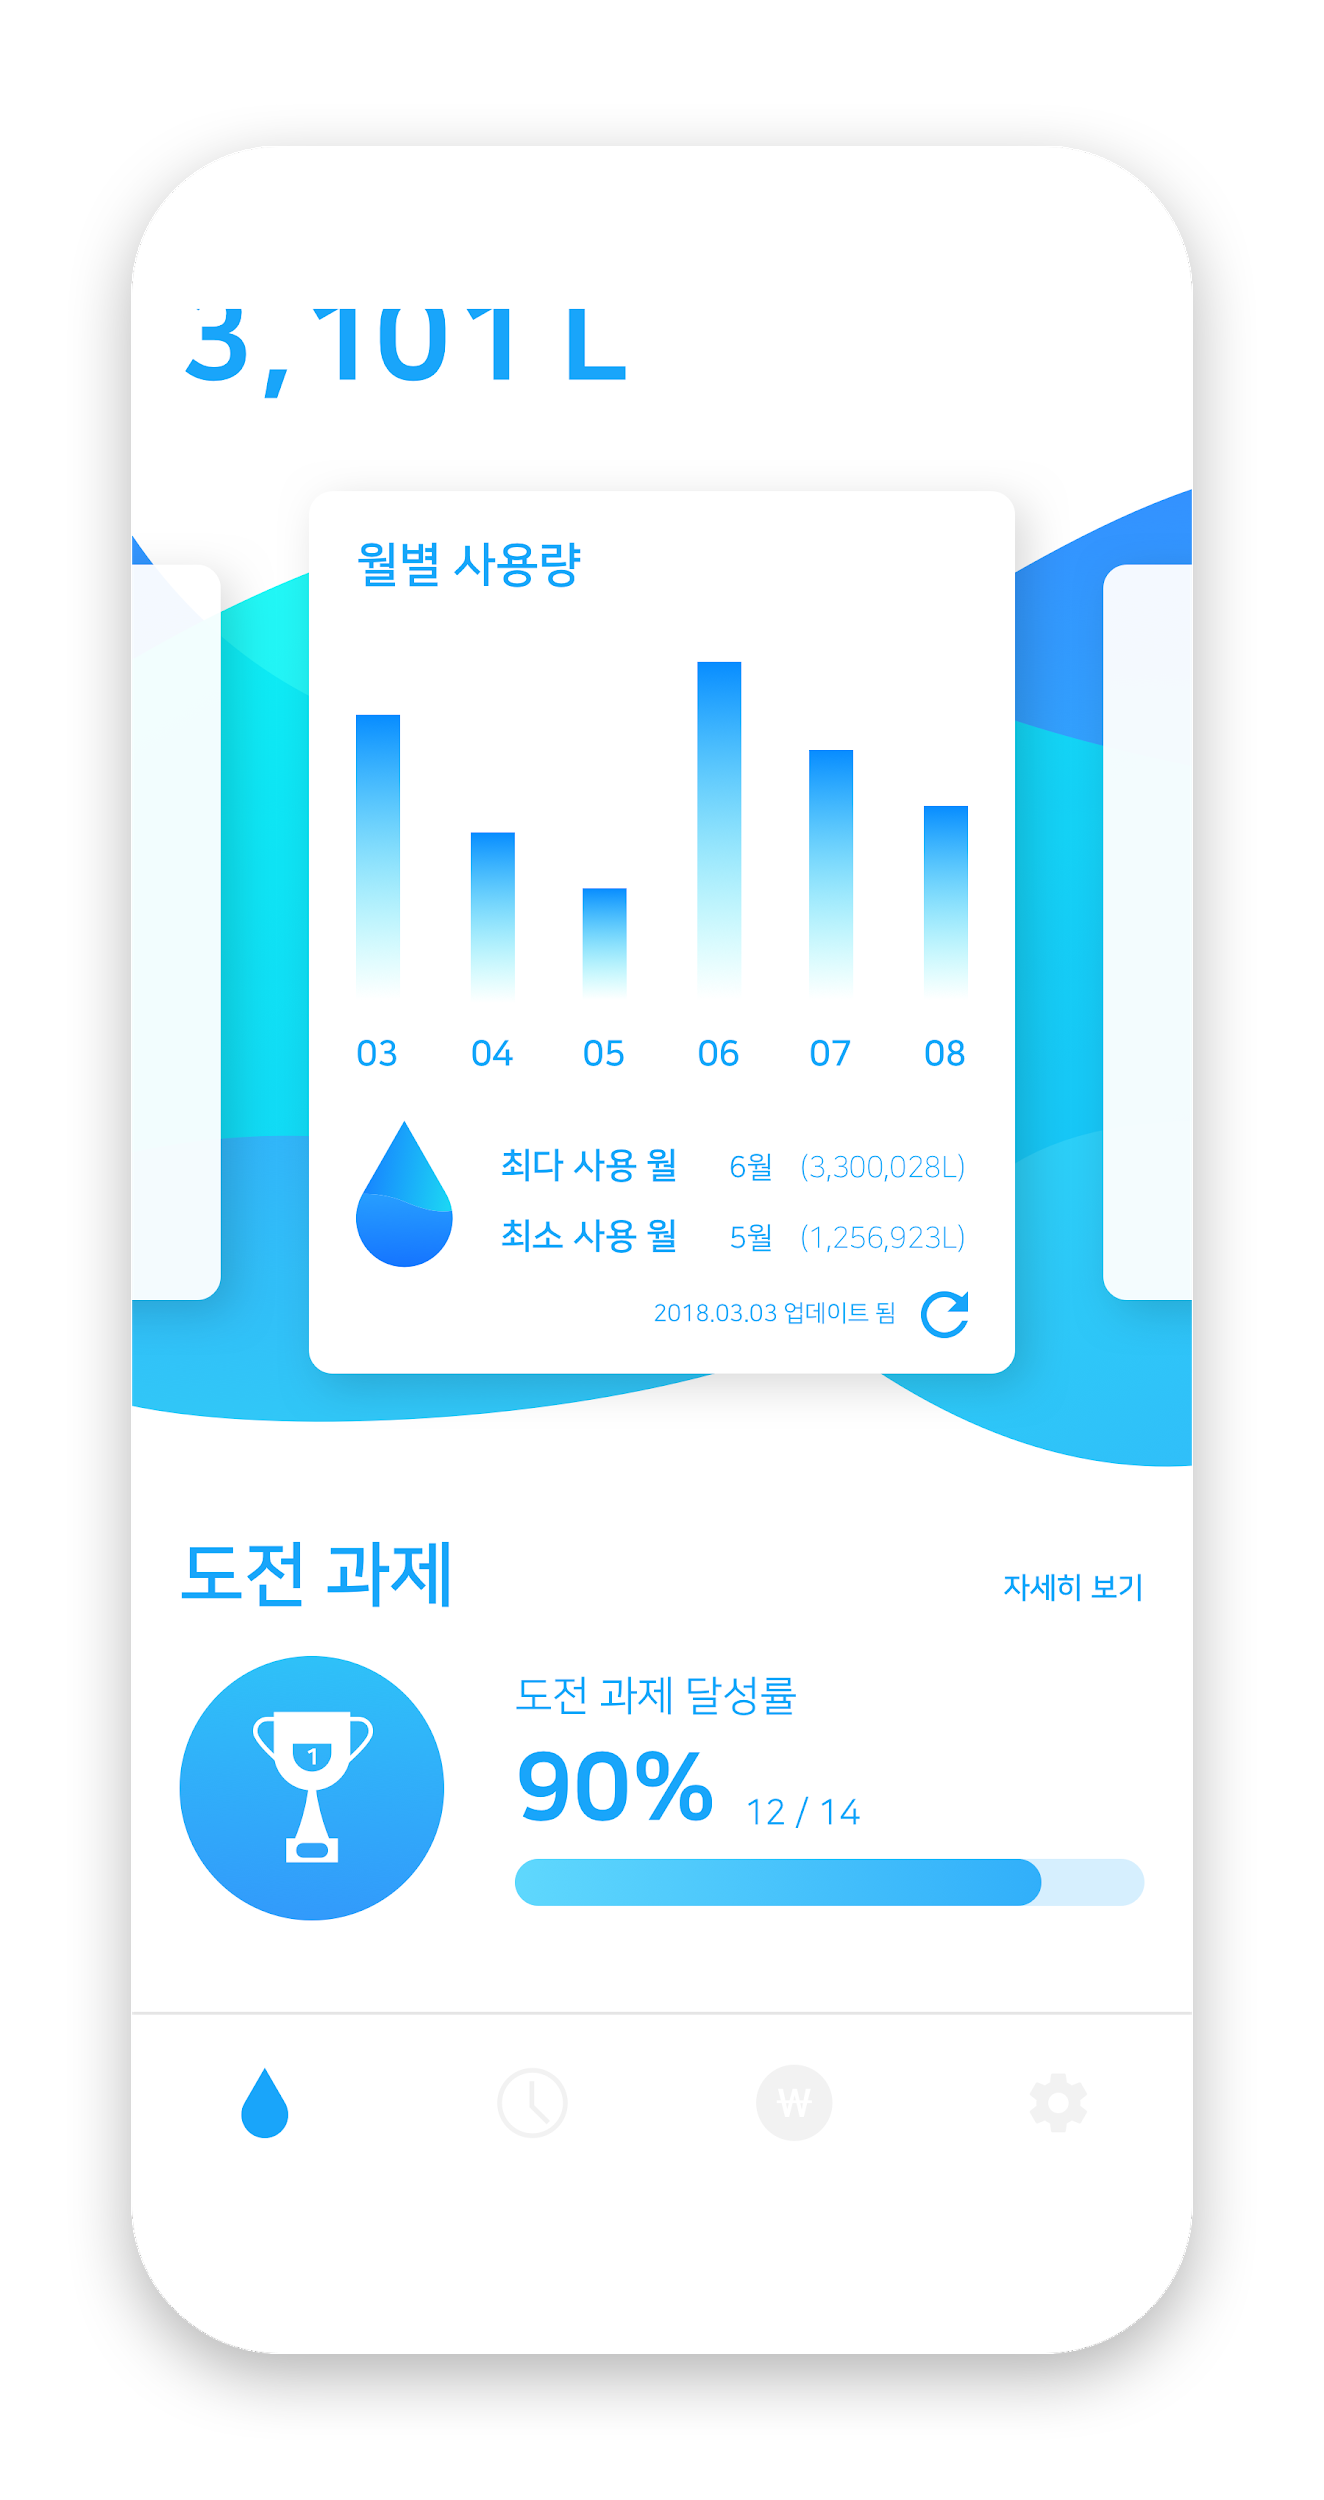 3,101 L
월별 사용량
03 04 05 06 07 08
최다 사용 월 6월 (3,300,028L)
최소 사용 월 5월 (1,256,923L)
2018.03.03 업데이트 됨
도전 과제
자세히 보기
1
도전 과제 달성률
90% 12 / 14
₩